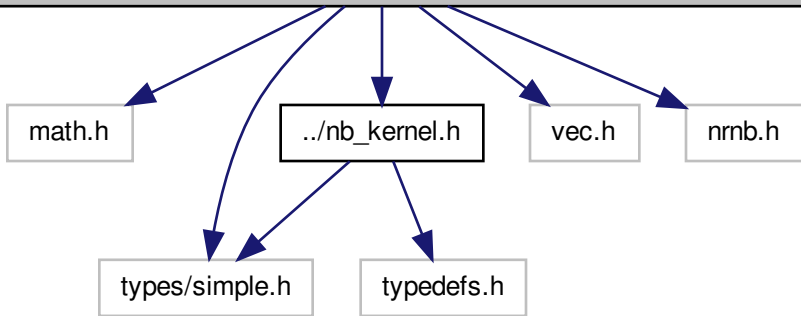 math.h
../nb_kernel.h
vec.h
nrnb.h
types/simple.h
typedefs.h